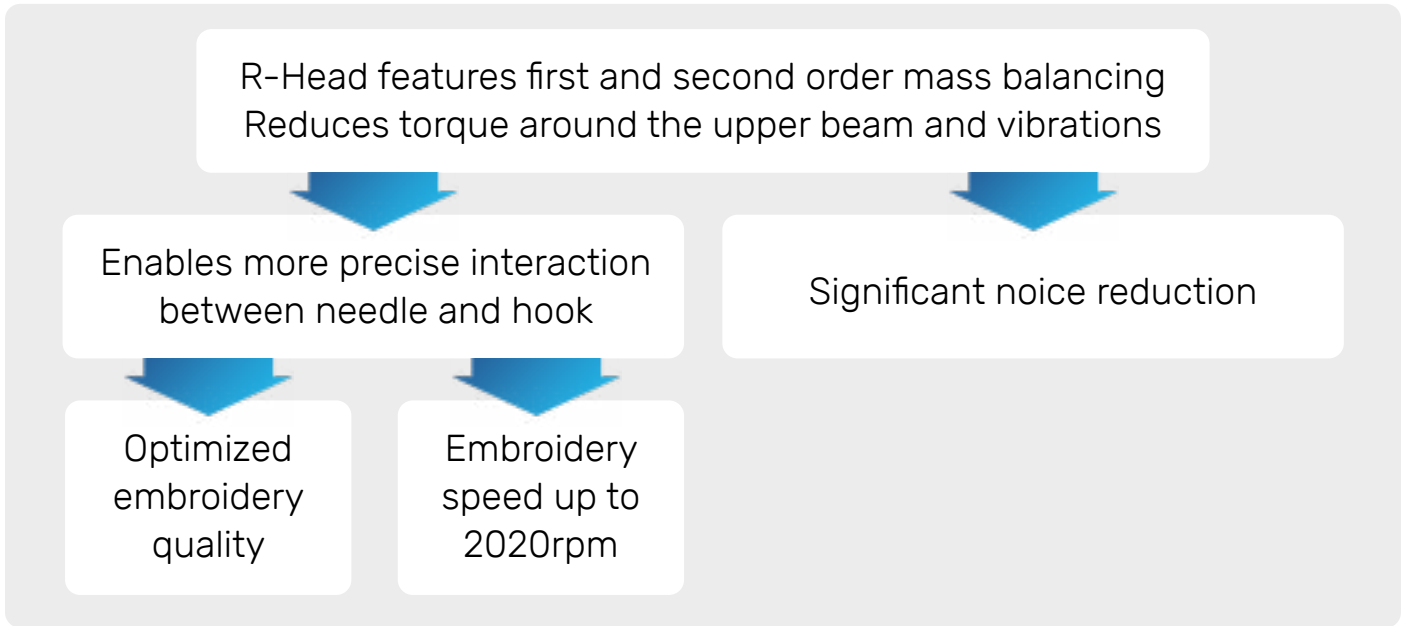 R-Head features first and second order mass balancing
Reduces torque around the upper beam and vibrations
Enables more precise interaction
between needle and hook
Significant noice reduction
Optimized
embroidery
quality
Embroidery
speed up to
2020rpm